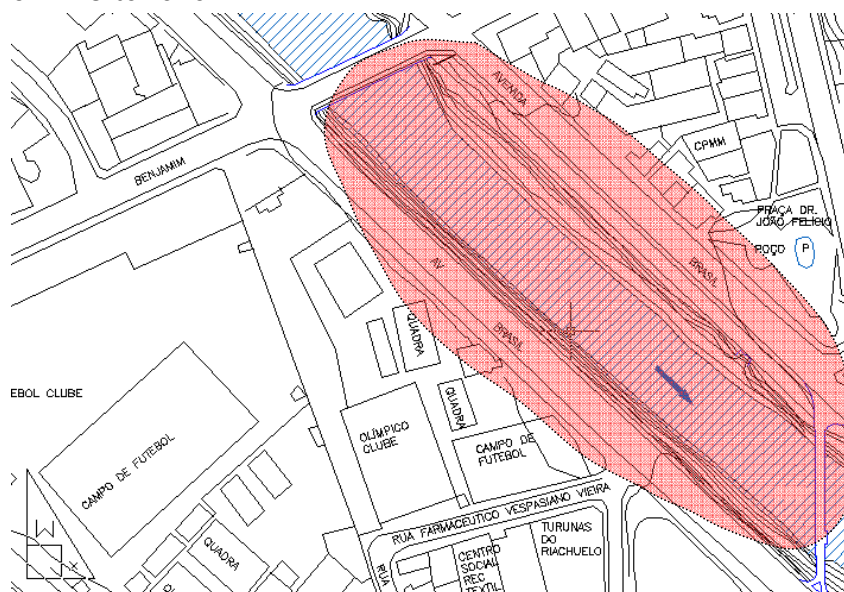 AVENIDA
BENJAMIM
CPMM
PRAÇA DR.
JOÃO FELÍCIO
POÇO
P
BRASIL
AV
BRASIL
QUADRA
QUADRA
EBOL CLUBE
CAMPO DE FUTEBOL
OLÍMPICO
CLUBE
CAMPO DE
FUTEBOL
RUA FARMACEUTICO VESPASIANO VIEIRA
QUADRA
TURUNAS
DO
RIACHUELO
CENTRO
SOCIAL
REC
TEXTIL
RUA
W
X